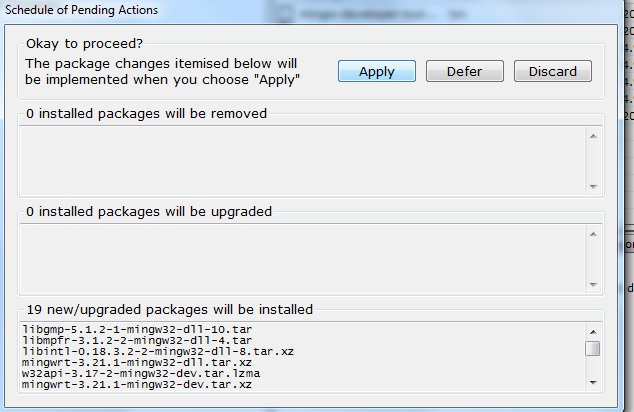 Schedule of Pending Actions
Okay to proceed?
The package changes itemised below will
be implemented when you choose "Apply"
Apply
Defer
Discard
0 installed packages will be removed
0 installed packages will be upgraded
19 new/upgraded packages will be installed
libgmp-5.1.2-1-mingw32-dll-10.tar
libmpfr-3.1.2-2-mingw32-dll-4.tar
libintl-0.18.3.2-2-mingw32-dll-8.tar.xz
mingwrt-3.21.1-mingw32-dll.tar.xz
w32api-3.17-2-mingw32-dev.tar.lzma
mingwrt-3.21.1-mingw32-dev.tar.xz